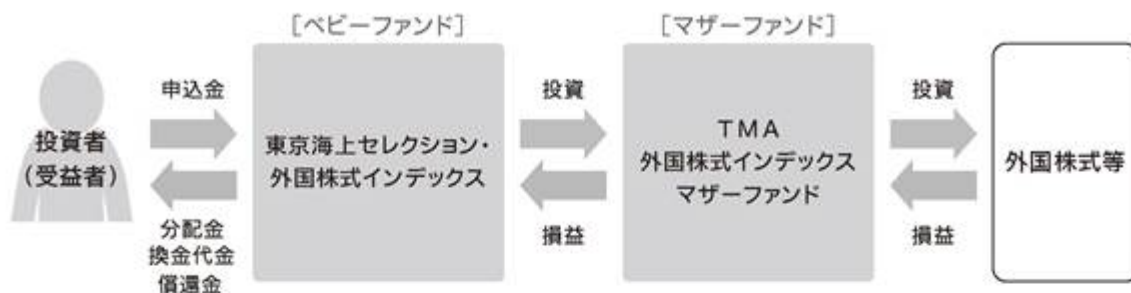 ［ベビーファンド］
［マザーファンド］
投資者
（受益者）
申込金
分配金
換金代金
償還金
東京海上セレクション・
外国株式インデックス
投資
損益
ＴＭＡ
外国株式インデックス
マザーファンド
投資
損益
外国株式等